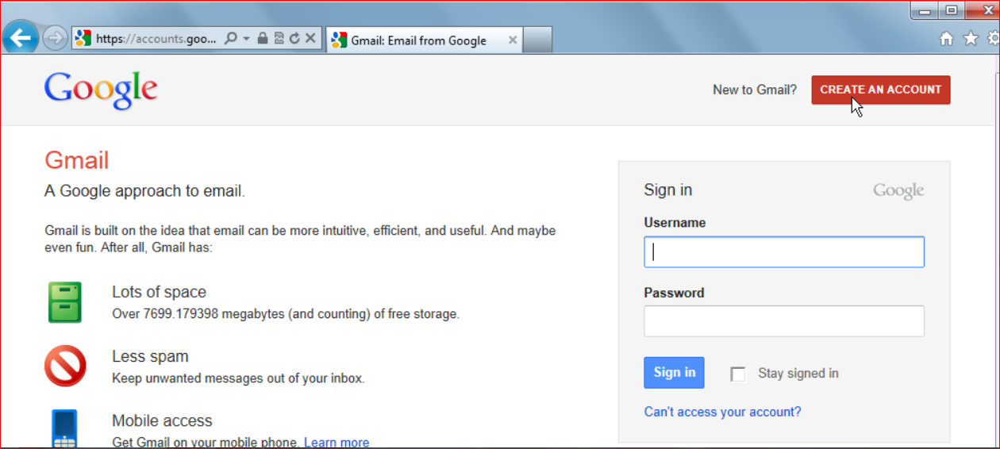 https://accounts.goo...
Gmail: Email from Google
Google
New to Gmail?
CREATE AN ACCOUNT
Gmail
A Google approach to email.
Gmail is built on the idea that email can be more intuitive, efficient, and useful. And maybe
even fun. After all, Gmail has:
Lots of space
Over 7699.179398 megabytes (and counting) of free storage.
Less spam
Keep unwanted messages out of your inbox.
Mobile access
Get Gmail on your mobile phone. Learn more
Sign in
Google
Username
Password
Sign in
Stay signed in
Can't access your account?